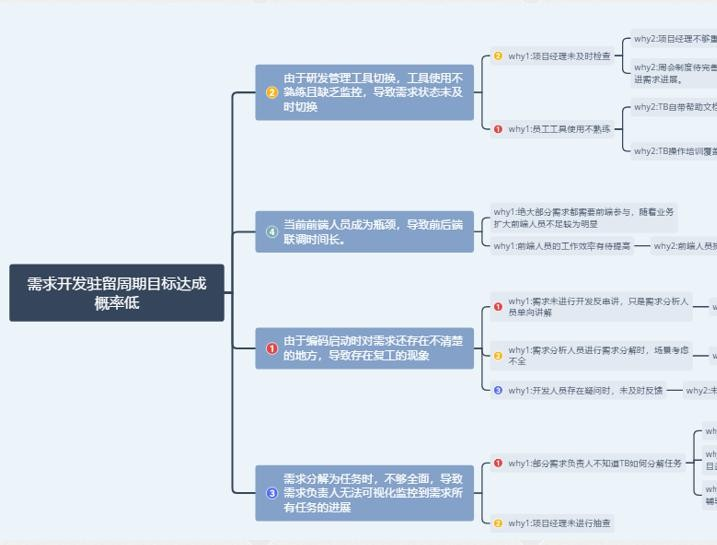 需求开发驻留周期目标达成
概率低
2
由于研发管理工具切换，工具使用不
熟练且缺乏监控，导致需求状态未及
时切换
2 why1:项目经理未及时检查
why2:项目经理不够重
why2:周会制度待完善
进需求进展。
1 why1:员工工具使用不熟练
why2:TB自带帮助文档
why2:TB操作培训覆盖
4
当前前端人员成为瓶颈，导致前后端
联调时间长。
why1:绝大部分需求都需要前端参与，随着业务
扩大前端人员不足较为明显
why1:前端人员的工作效率有待提高
why2:前端人员技
1
由于编码启动时对需求还存在不清楚
的地方，导致存在复工的现象
1 why1:需求未进行开发反串讲，只是需求分析人
员单向讲解
2 why1:需求分析人员进行需求分解时，场景考虑
不全
3 why1:开发人员存在疑问时，未及时反馈
why2:未
3
需求分解为任务时，不够全面，导致
需求负责人无法可视化监控到需求所
有任务的进展
1 why1:部分需求负责人不知道TB如何分解任务
2 why1:项目经理未进行抽查